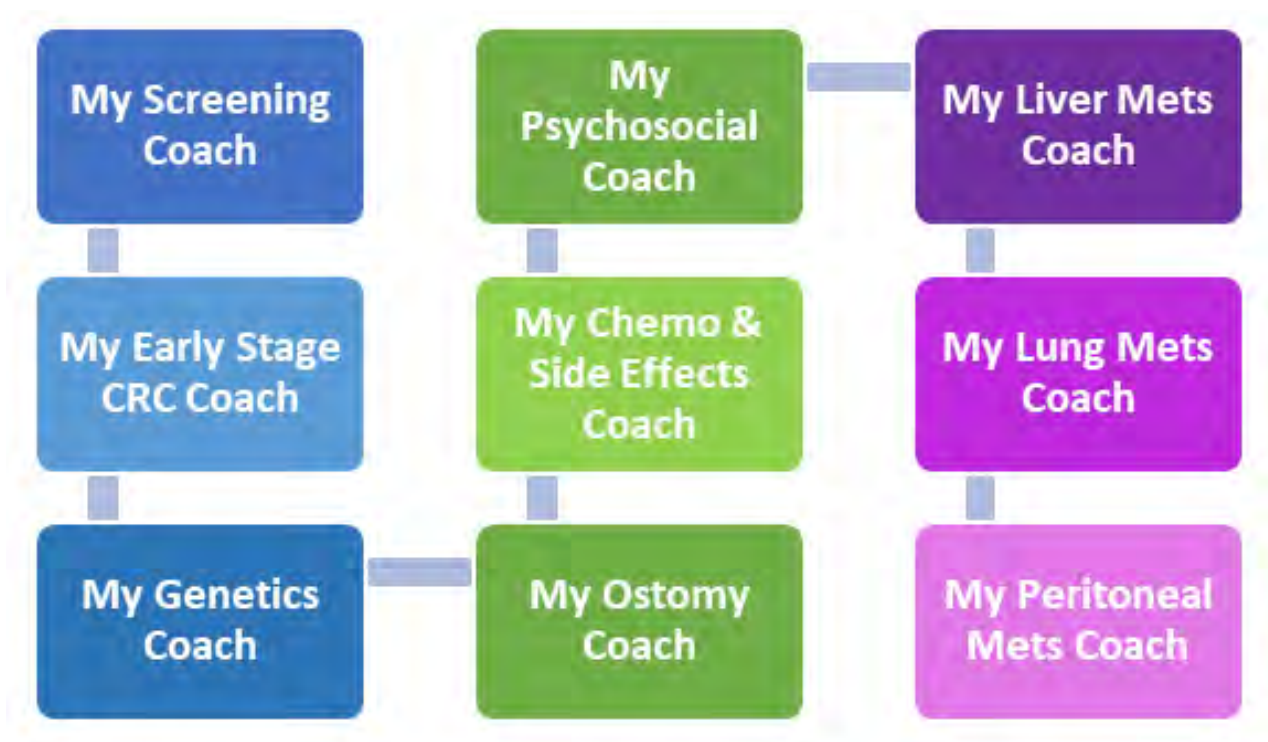 My Screening
Coach
My Early Stage
CRC Coach
My Genetics
Coach
My Ostomy
Coach
My Chemo &
Side Effects
Coach
My
Psychosocial
Coach
My Liver Mets
Coach
My Lung Mets
Coach
My Peritoneal
Mets Coach